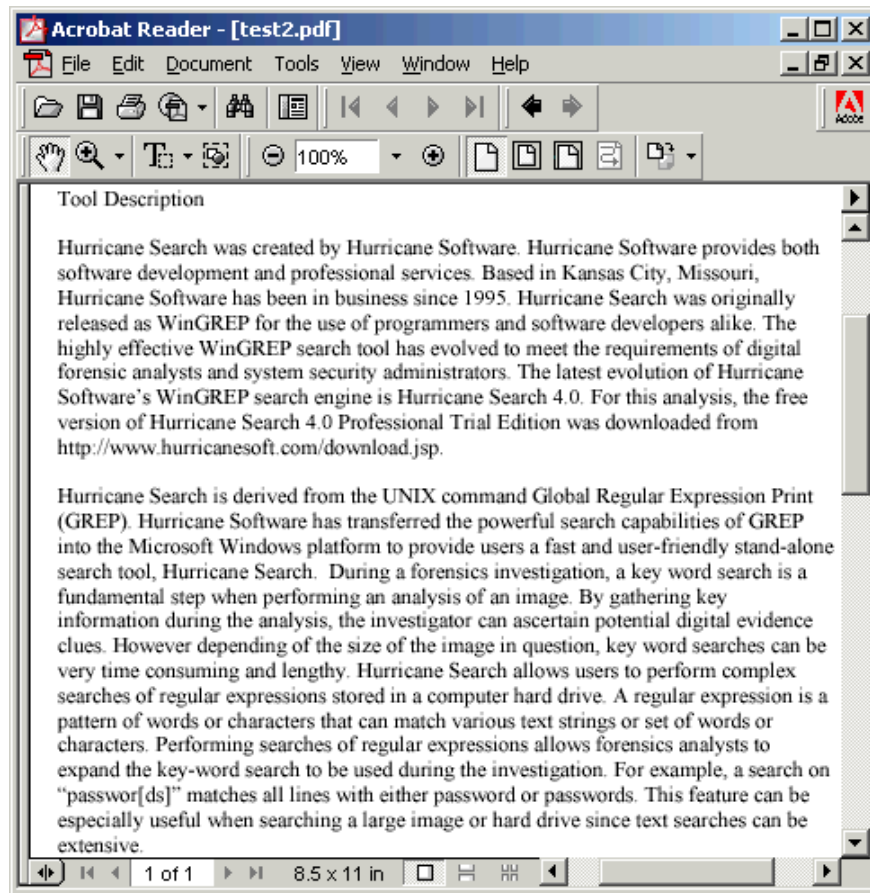 Acrobat Reader - [test2.pdf]
File Edit Document Tools View Window Help
Adobe
100%
Tool Description
Hurricane Search was created by Hurricane Software. Hurricane Software provides both
software development and professional services. Based in Kansas City, Missouri,
Hurricane Software has been in business since 1995. Hurricane Search was originally
released as WinGREP for the use of programmers and software developers alike. The
highly effective WinGREP search tool has evolved to meet the requirements of digital
forensic analysts and system security administrators. The latest evolution of Hurricane
Software's WinGREP search engine is Hurricane Search 4.0. For this analysis, the free
version of Hurricane Search 4.0 Professional Trial Edition was downloaded from
http://www.hurricanesoft.com/download.jsp.
Hurricane Search is derived from the UNIX command Global Regular Expression Print
(GREP). Hurricane Software has transferred the powerful search capabilities of GREP
into the Microsoft Windows platform to provide users a fast and user-friendly stand-alone
search tool, Hurricane Search.  During a forensics investigation, a key word search is a
fundamental step when performing an analysis of an image. By gathering key
information during the analysis, the investigator can ascertain potential digital evidence
clues. However depending of the size of the image in question, key word searches can be
very time consuming and lengthy. Hurricane Search allows users to perform complex
searches of regular expressions stored in a computer hard drive. A regular expression is a
pattern of words or characters that can match various text strings or set of words or
characters. Performing searches of regular expressions allows forensics analysts to
expand the key-word search to be used during the investigation. For example, a search on
“passwor[ds]” matches all lines with either password or passwords. This feature can be
especially useful when searching a large image or hard drive since text searches can be
extensive.
1 of 1 8.5 x 11 in